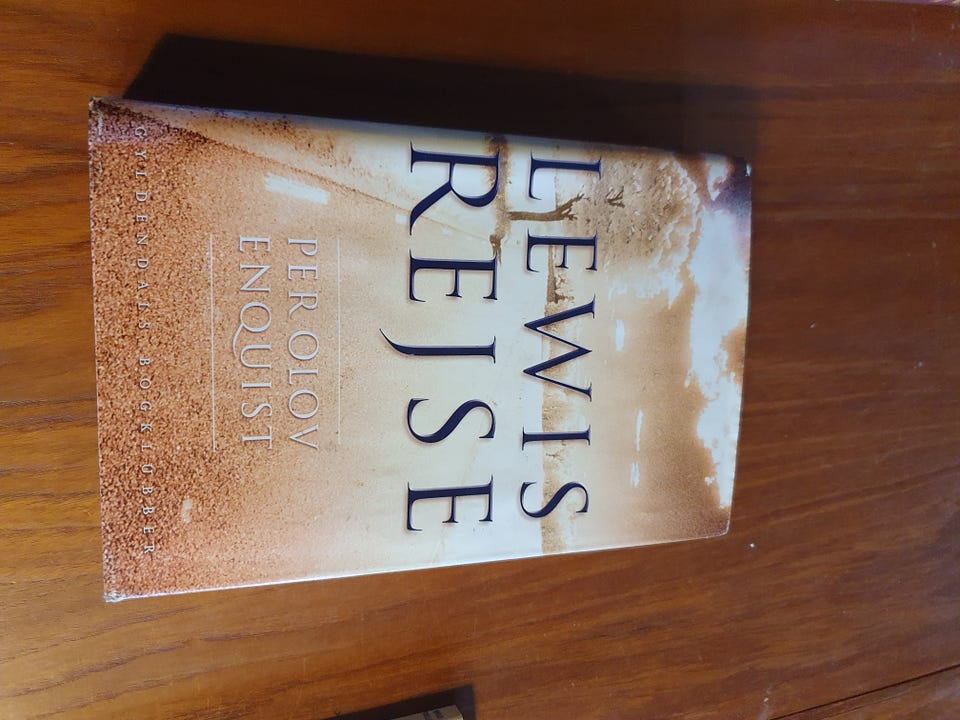 LEWIS
REJSE
PER OLOV
ENQUIST
GYLDENDALS BOGKLUBBER